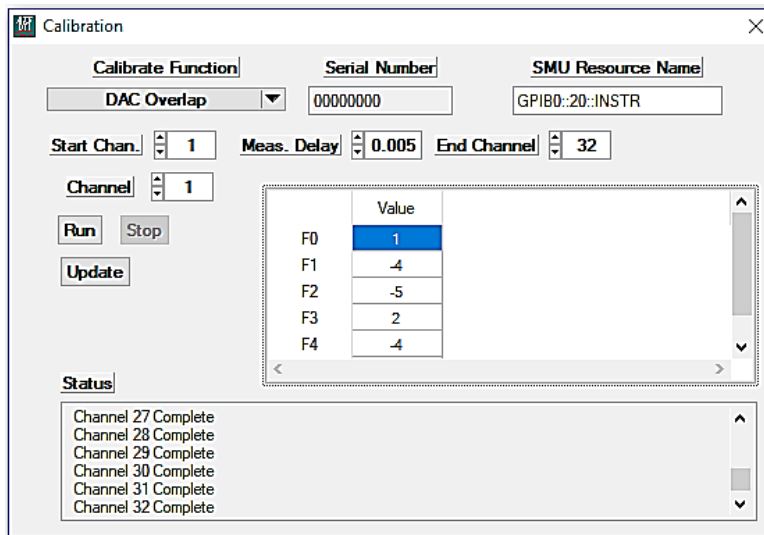 Calibration
Calibrate Function
Serial Number
SMU Resource Name
DAC Overlap
00000000
GPIB0::20::INSTR
Start Chan. 1
Meas. Delay 0.005
End Channel 32
Channel 1
Run
Stop
Update
Value
F0 1
F1 -4
F2 -5
F3 2
F4 -4
Status
Channel 27 Complete
Channel 28 Complete
Channel 29 Complete
Channel 30 Complete
Channel 31 Complete
Channel 32 Complete